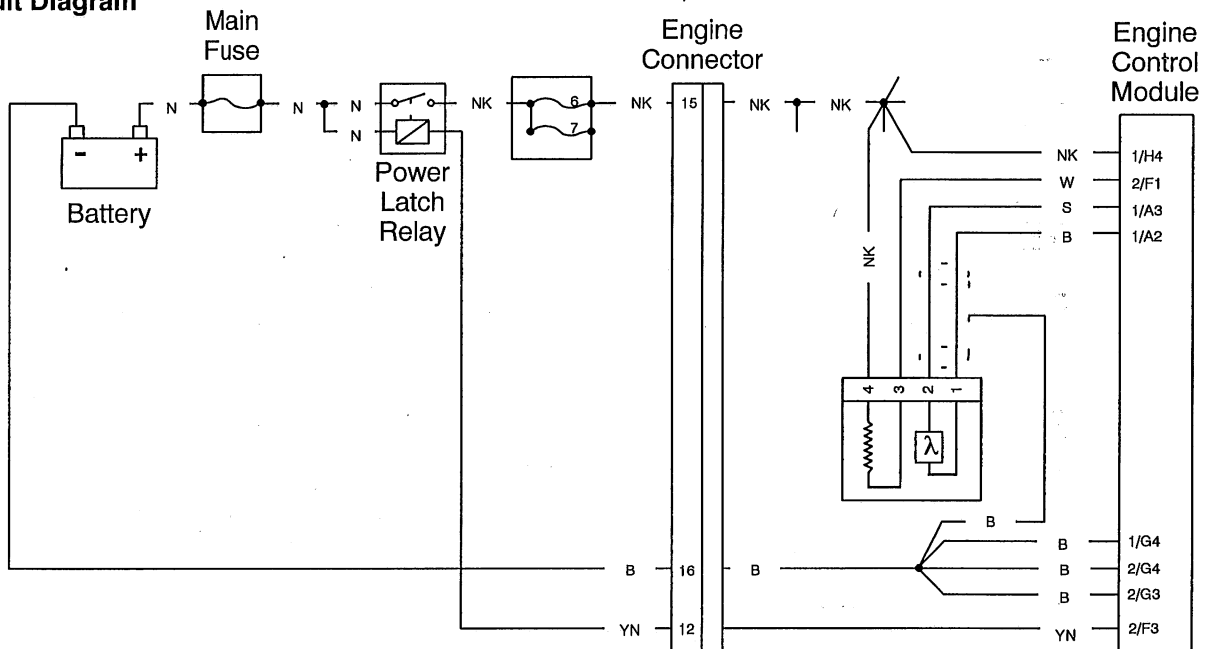 uit Diagram
Main
Fuse
Engine
Connector
Engine
Control
Module
N
N
N
N
NK
6
7
NK
15
NK
NK
- +
Battery
Power
Latch
Relay
NK
1/H4
W
2/F1
S
1/A3
B
1/A2
NK
4
3
2
1
λ
B
B
1/G4
B
16
B
B
2/G4
B
2/G3
YN
12
YN
2/F3